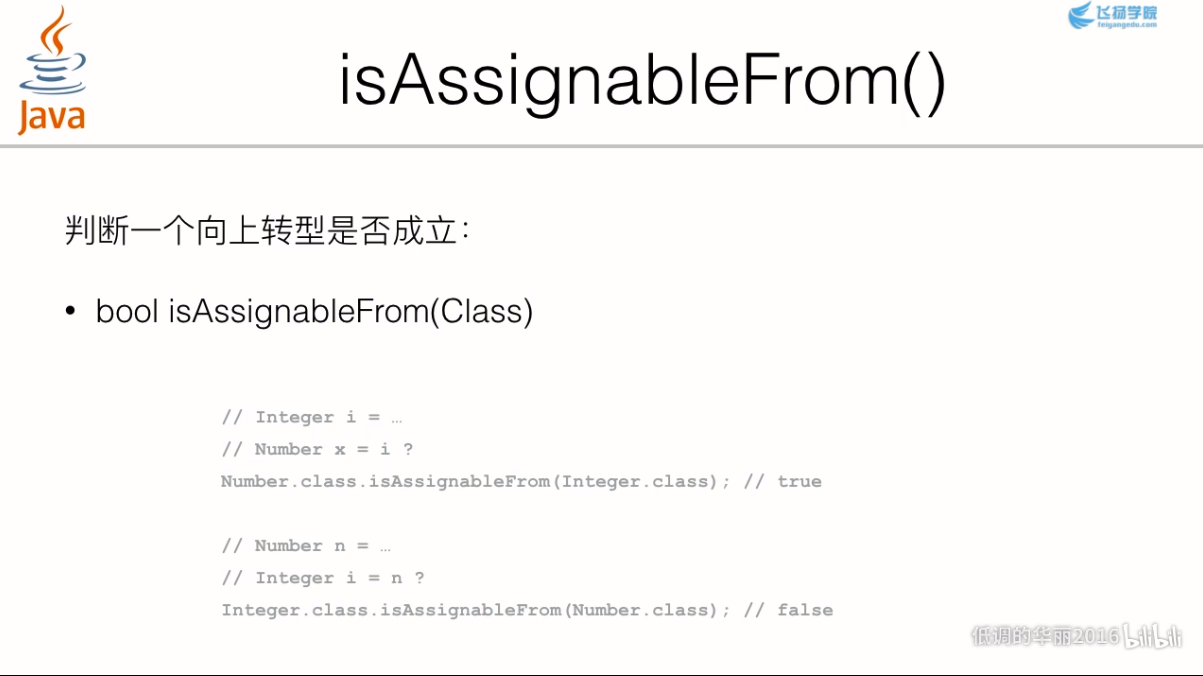 Java
飞扬学院
feiyangedu.com
isAssignableFrom()
判断一个向上转型是否成立：
• bool isAssignableFrom(Class)
// Integer i = …
// Number x = i ?
Number.class.isAssignableFrom(Integer.class); // true
// Number n = …
// Integer i = n ?
Integer.class.isAssignableFrom(Number.class); // false
低调的华丽2016 bilibili